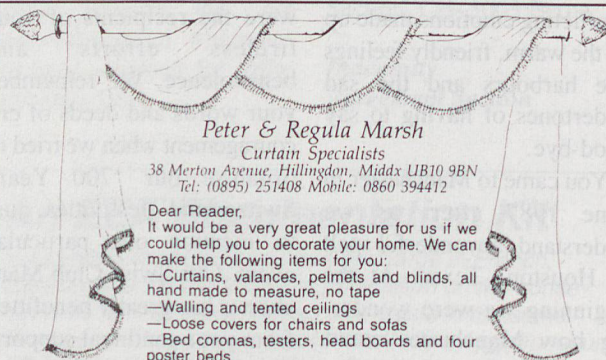 Peter & Regula Marsh
Curtain Specialists
38 Merton Avenue, Hillingdon, Middx UB10 9BN
Tel: (0895) 251408 Mobile: 0860 394412
Dear Reader,
It would be a very great pleasure for us if we
could help you to decorate your home. We can
make the following items for you:
—Curtains, valances, pelmets and blinds, all
hand made to measure, no tape
—Walling and tented ceilings
—Loose covers for chairs and sofas
—Bed coronas, testers, head boards and four
poster beds